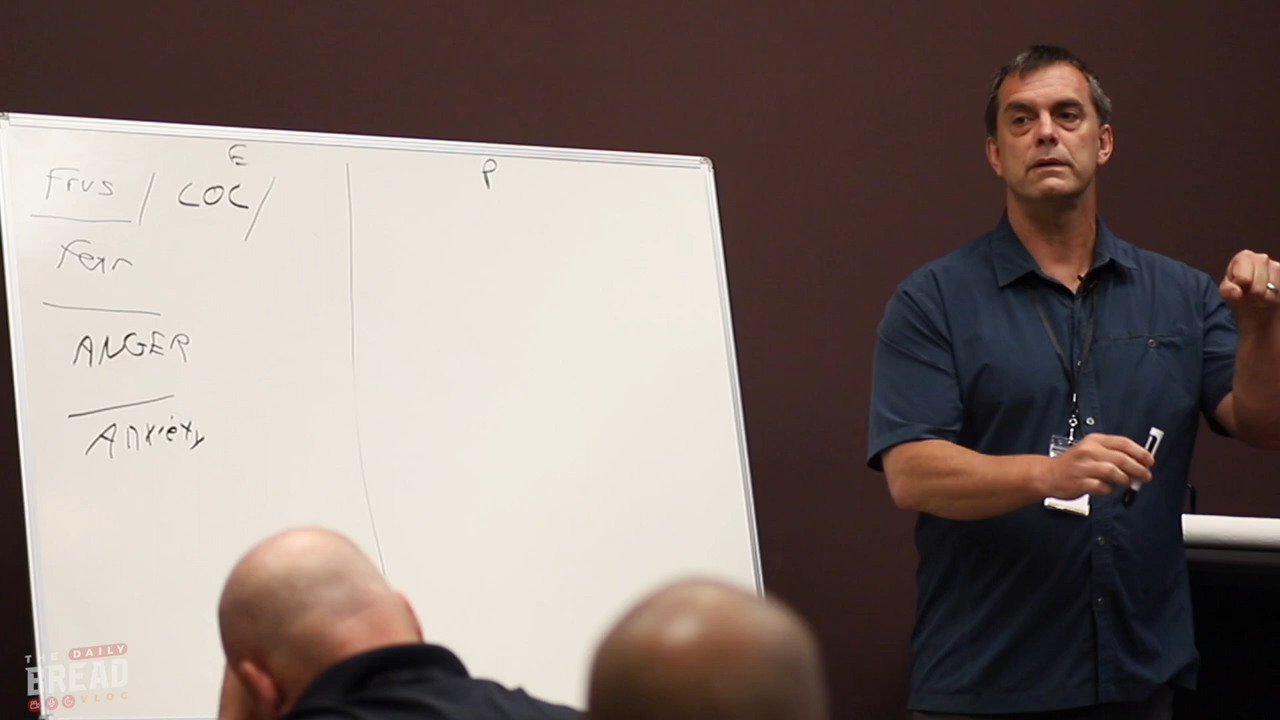 E
P
Frus / COC /
Fear
ANGER
Anxiety
THE DAILY
BREAD
VLOG